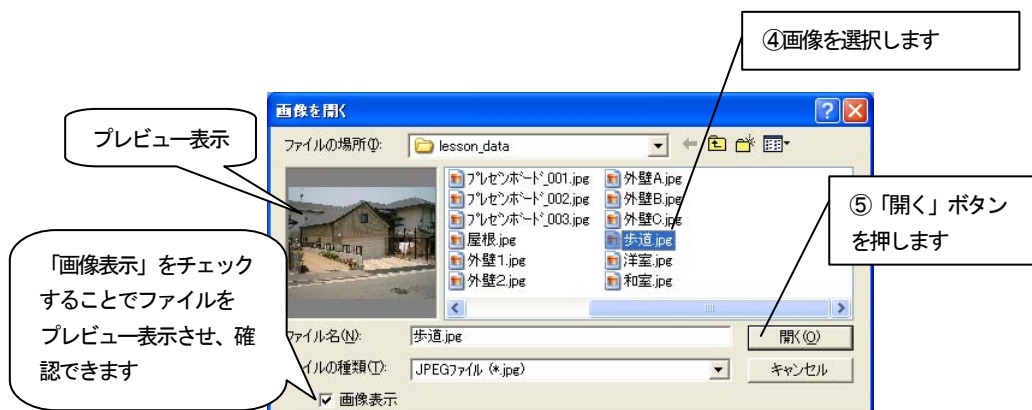 ④画像を選択します
画像を開く
プレビュー表示
ファイルの場所(I):
lesson_data
プレゼンボード_001.jpg
外壁A.jpg
プレゼンボード_002.jpg
外壁B.jpg
プレゼンボード_003.jpg
外壁C.jpg
屋根.jpg
歩道.jpg
外壁1.jpg
洋室.jpg
外壁2.jpg
和室.jpg
⑤「開く」ボタン
を押します
「画像表示」をチェック
することでファイルを
プレビュー表示させ、確
認できます
ファイル名(N):
歩道.jpg
開く(O)
イルの種類(T):
JPEGファイル (*.jpg)
キャンセル
画像表示